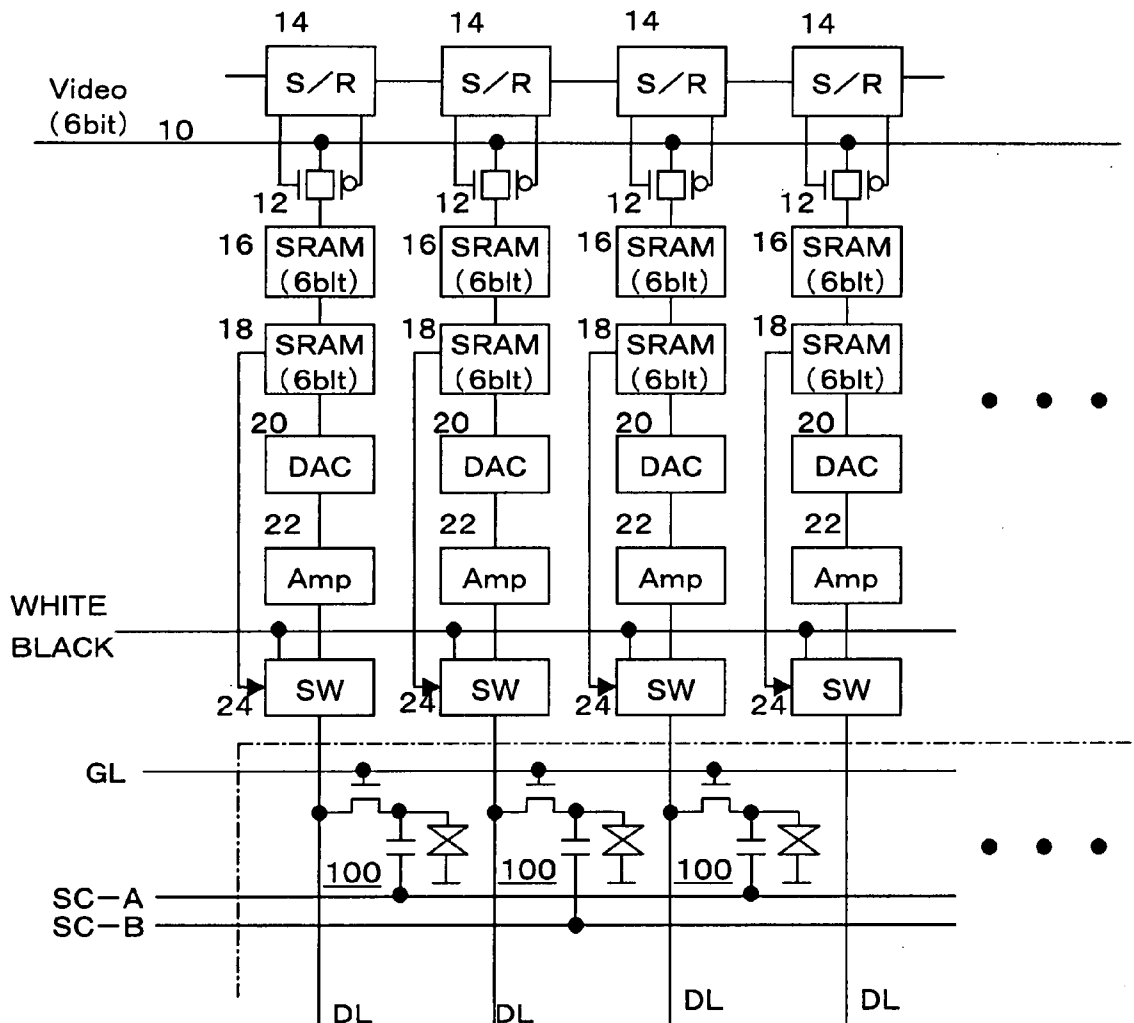 14 14 14 14
S/R S/R S/R S/R
Video
(6bit) 10
12 12 12 12
16 SRAM 16 SRAM 16 SRAM 16 SRAM
(6blt) (6blt) (6blt) (6blt)
18 SRAM 18 SRAM 18 SRAM 18 SRAM
(6blt) (6blt) (6blt) (6blt)
20 20 20 20
DAC DAC DAC DAC
22 22 22 22
Amp Amp Amp Amp
WHITE
BLACK
SW SW SW SW
24 24 24 24
GL
100 100 100
SC-A
SC-B
DL DL DL DL